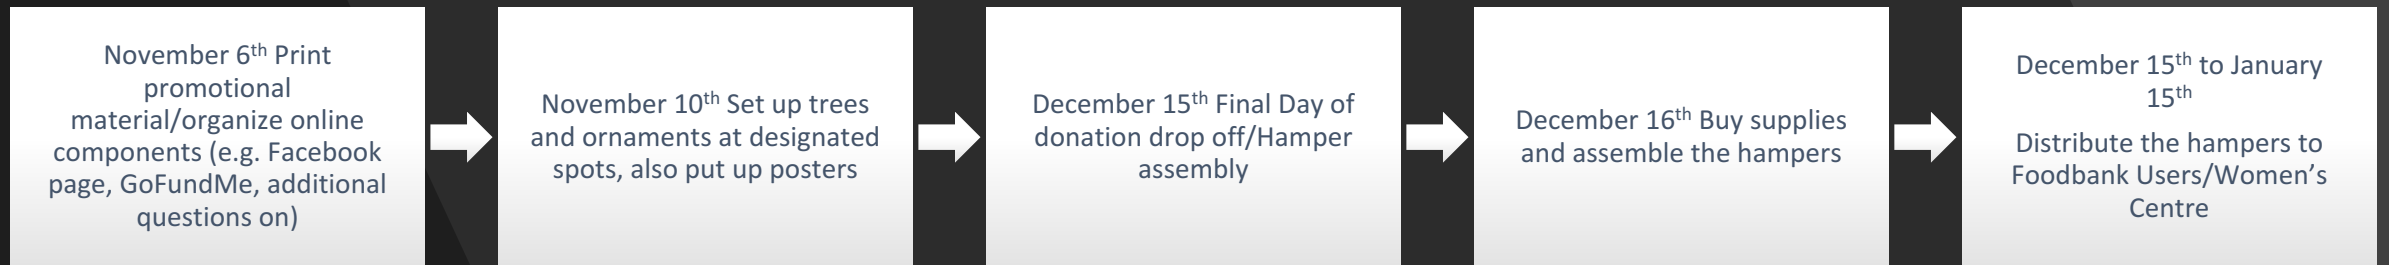 November 6th Print
promotional
material/organize online
components (e.g. Facebook
page, GoFundMe, additional
questions on)
November 10th Set up trees
and ornaments at designated
spots, also put up posters
December 15th Final Day of
donation drop off/Hamper
assembly
December 16th Buy supplies
and assemble the hampers
December 15th to January
15th
Distribute the hampers to
Foodbank Users/Women’s
Centre